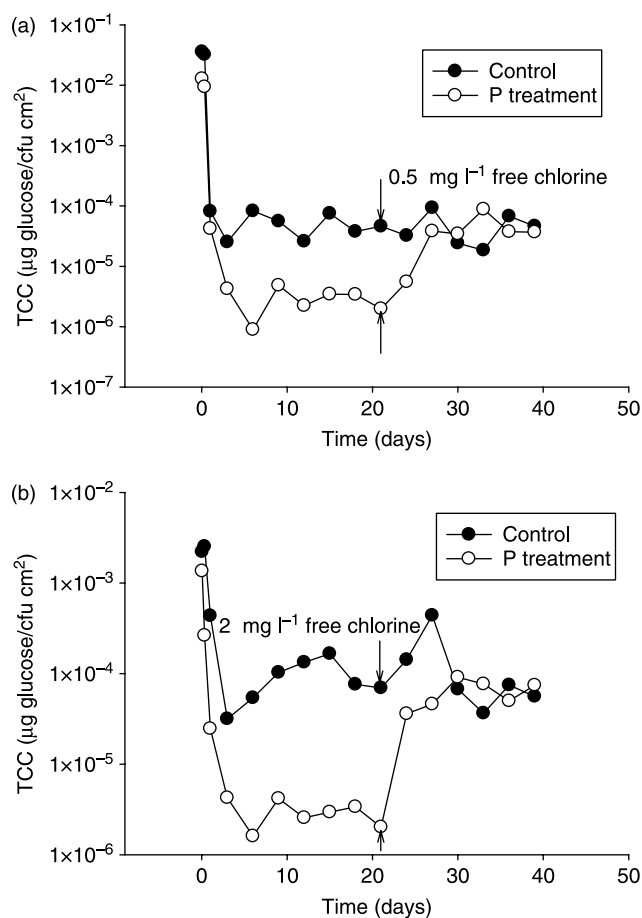 (a)
1×10⁻¹
1×10⁻²
1×10⁻³
1×10⁻⁴
1×10⁻⁵
1×10⁻⁶
1×10⁻⁷
TCC (µg glucose/cfu cm²)
Control
P treatment
0.5 mg l⁻¹ free chlorine
0 10 20 30 40 50
Time (days)
(b)
1×10⁻²
1×10⁻³
1×10⁻⁴
1×10⁻⁵
1×10⁻⁶
TCC (µg glucose/cfu cm²)
Control
P treatment
2 mg l⁻¹ free chlorine
0 10 20 30 40 50
Time (days)